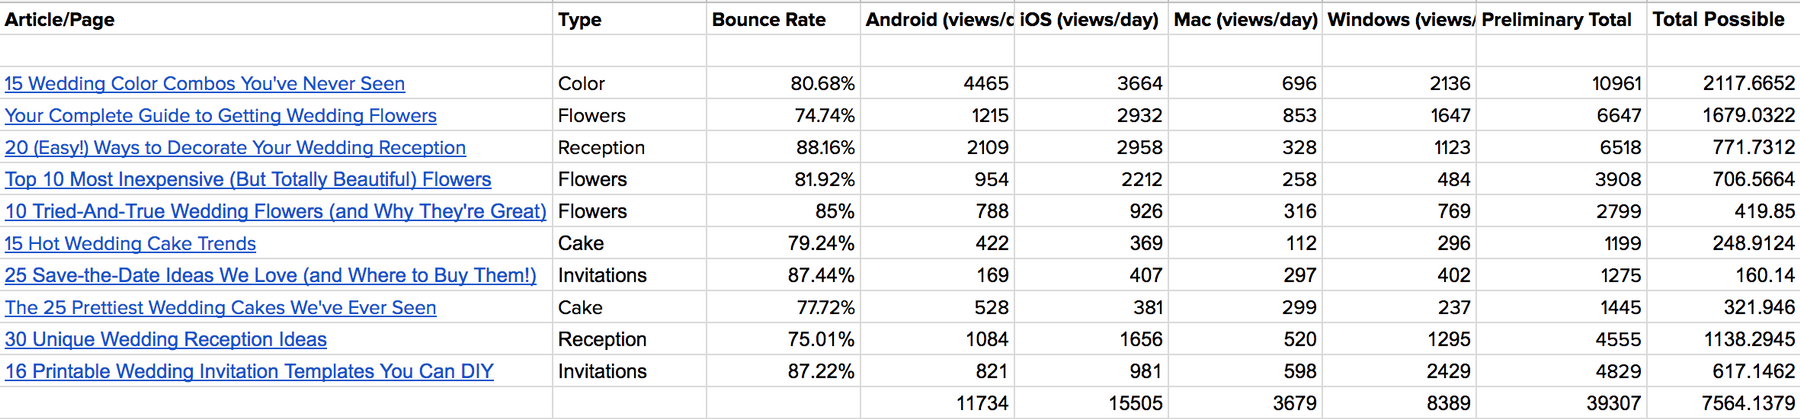 Article/Page Type Bounce Rate Android (views/d iOS (views/day) Mac (views/day) Windows (views/ Preliminary Total Total Possible
15 Wedding Color Combos You've Never Seen Color 80.68% 4465 3664 696 2136 10961 2117.6652
Your Complete Guide to Getting Wedding Flowers Flowers 74.74% 1215 2932 853 1647 6647 1679.0322
20 (Easy!) Ways to Decorate Your Wedding Reception Reception 88.16% 2109 2958 328 1123 6518 771.7312
Top 10 Most Inexpensive (But Totally Beautiful) Flowers Flowers 81.92% 954 2212 258 484 3908 706.5664
10 Tried-And-True Wedding Flowers (and Why They're Great) Flowers 85% 788 926 316 769 2799 419.85
15 Hot Wedding Cake Trends Cake 79.24% 422 369 112 296 1199 248.9124
25 Save-the-Date Ideas We Love (and Where to Buy Them!) Invitations 87.44% 169 407 297 402 1275 160.14
The 25 Prettiest Wedding Cakes We've Ever Seen Cake 77.72% 528 381 299 237 1445 321.946
30 Unique Wedding Reception Ideas Reception 75.01% 1084 1656 520 1295 4555 1138.2945
16 Printable Wedding Invitation Templates You Can DIY Invitations 87.22% 821 981 598 2429 4829 617.1462
11734 15505 3679 8389 39307 7564.1379